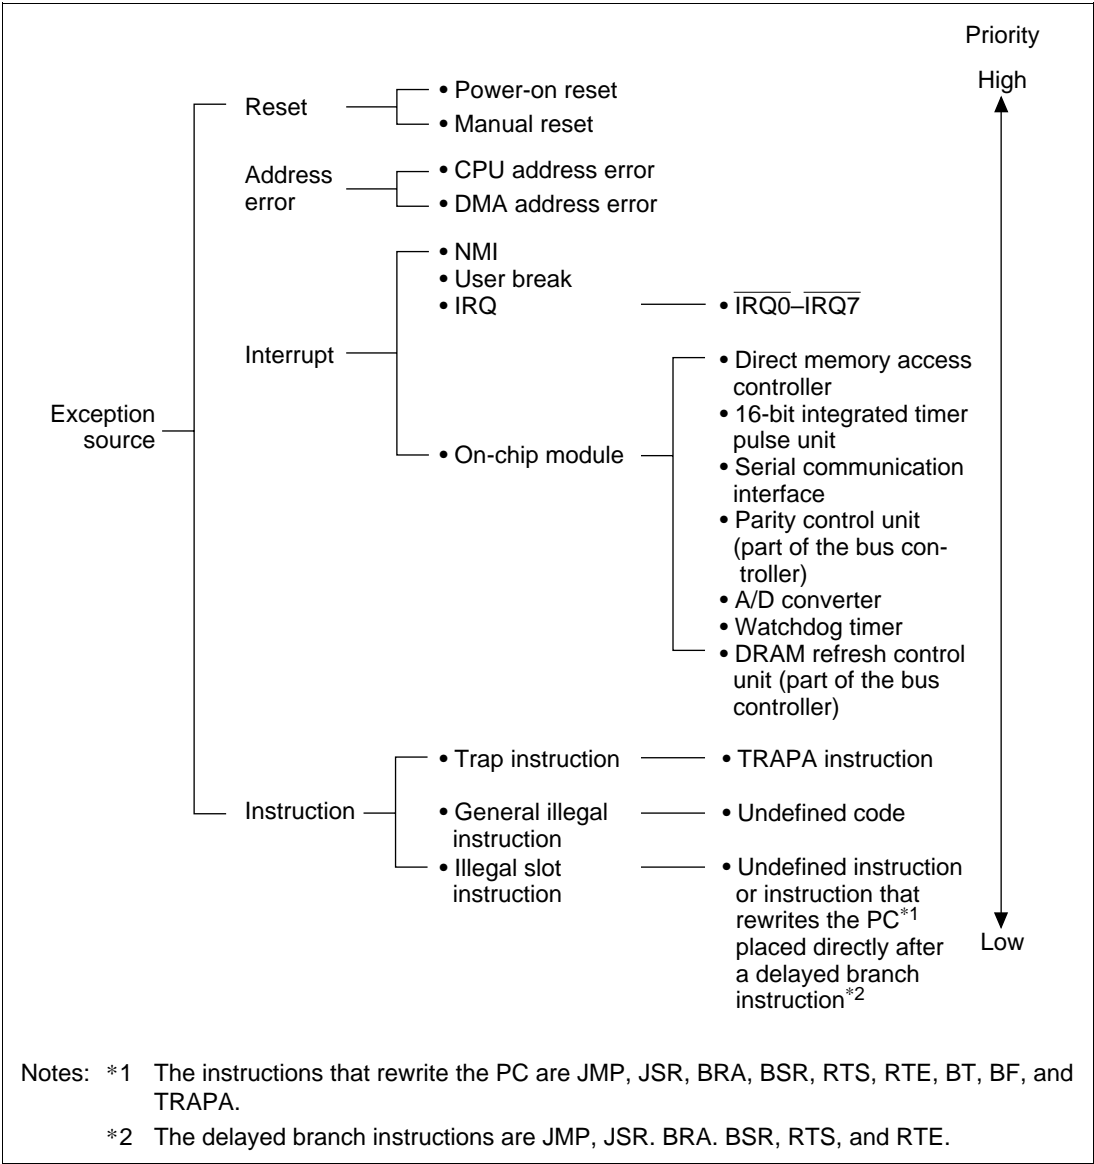 Priority
High
Reset
• Power-on reset
• Manual reset
Address
error
• CPU address error
• DMA address error
Interrupt
• NMI
• User break
• IRQ
• IRQ0–IRQ7
• On-chip module
• Direct memory access
controller
• 16-bit integrated timer
pulse unit
• Serial communication
interface
• Parity control unit
(part of the bus con-
troller)
• A/D converter
• Watchdog timer
• DRAM refresh control
unit (part of the bus
controller)
Exception
source
Instruction
• Trap instruction
• TRAPA instruction
• General illegal
instruction
• Undefined code
• Illegal slot
instruction
• Undefined instruction
or instruction that
rewrites the PC*1
placed directly after
a delayed branch
instruction*2
Low
Notes: *1 The instructions that rewrite the PC are JMP, JSR, BRA, BSR, RTS, RTE, BT, BF, and
TRAPA.
*2 The delayed branch instructions are JMP, JSR. BRA. BSR, RTS, and RTE.